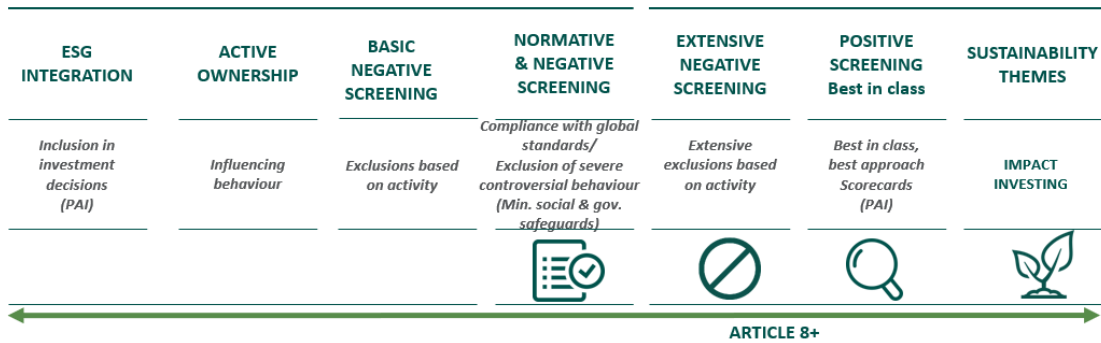 ESG
INTEGRATION
ACTIVE
OWNERSHIP
BASIC
NEGATIVE
SCREENING
NORMATIVE
& NEGATIVE
SCREENING
EXTENSIVE
NEGATIVE
SCREENING
POSITIVE
SCREENING
Best in class
SUSTAINABILITY
THEMES
Inclusion in
investment
decisions
(PAI)
Influencing
behaviour
Exclusions based
on activity
Compliance with global
standards/
Exclusion of severe
controversial behaviour
(Min. social & gov.
safeguards)
Extensive
exclusions based
on activity
Best in class,
best approach
Scorecards
(PAI)
IMPACT
INVESTING
ARTICLE 8+